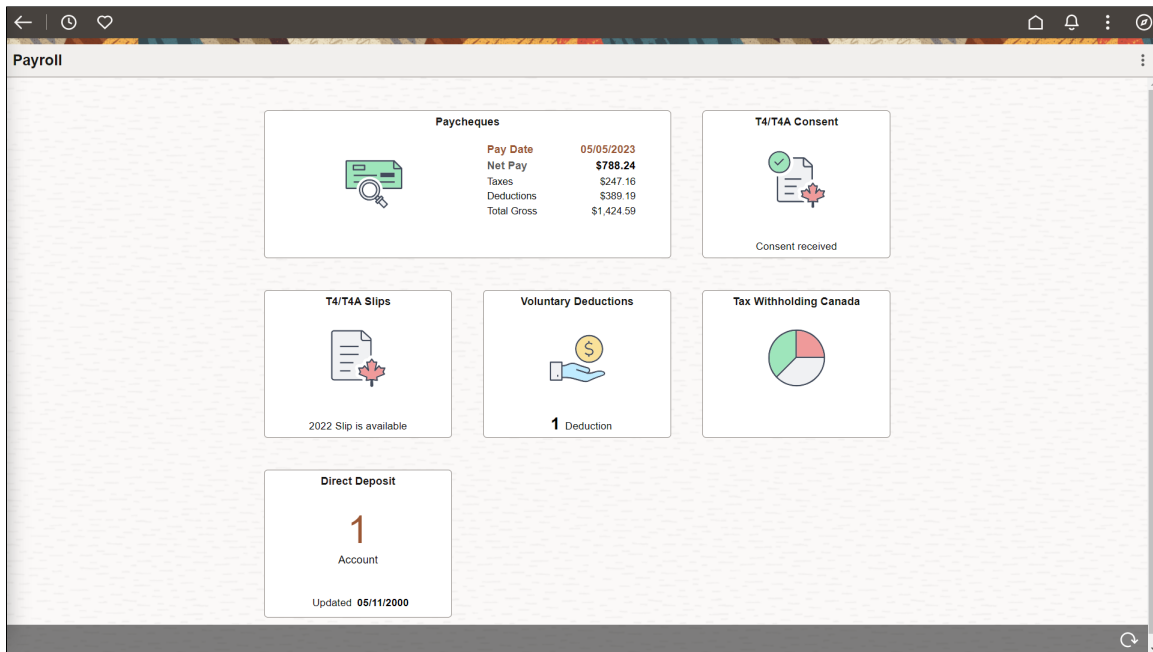 Payroll
Paycheques
Pay Date 05/05/2023
Net Pay $788.24
Taxes $247.16
Deductions $389.19
Total Gross $1,424.59
T4/T4A Consent
Consent received
T4/T4A Slips
2022 Slip is available
Voluntary Deductions
$
1 Deduction
Tax Withholding Canada
Direct Deposit
1
Account
Updated 05/11/2000